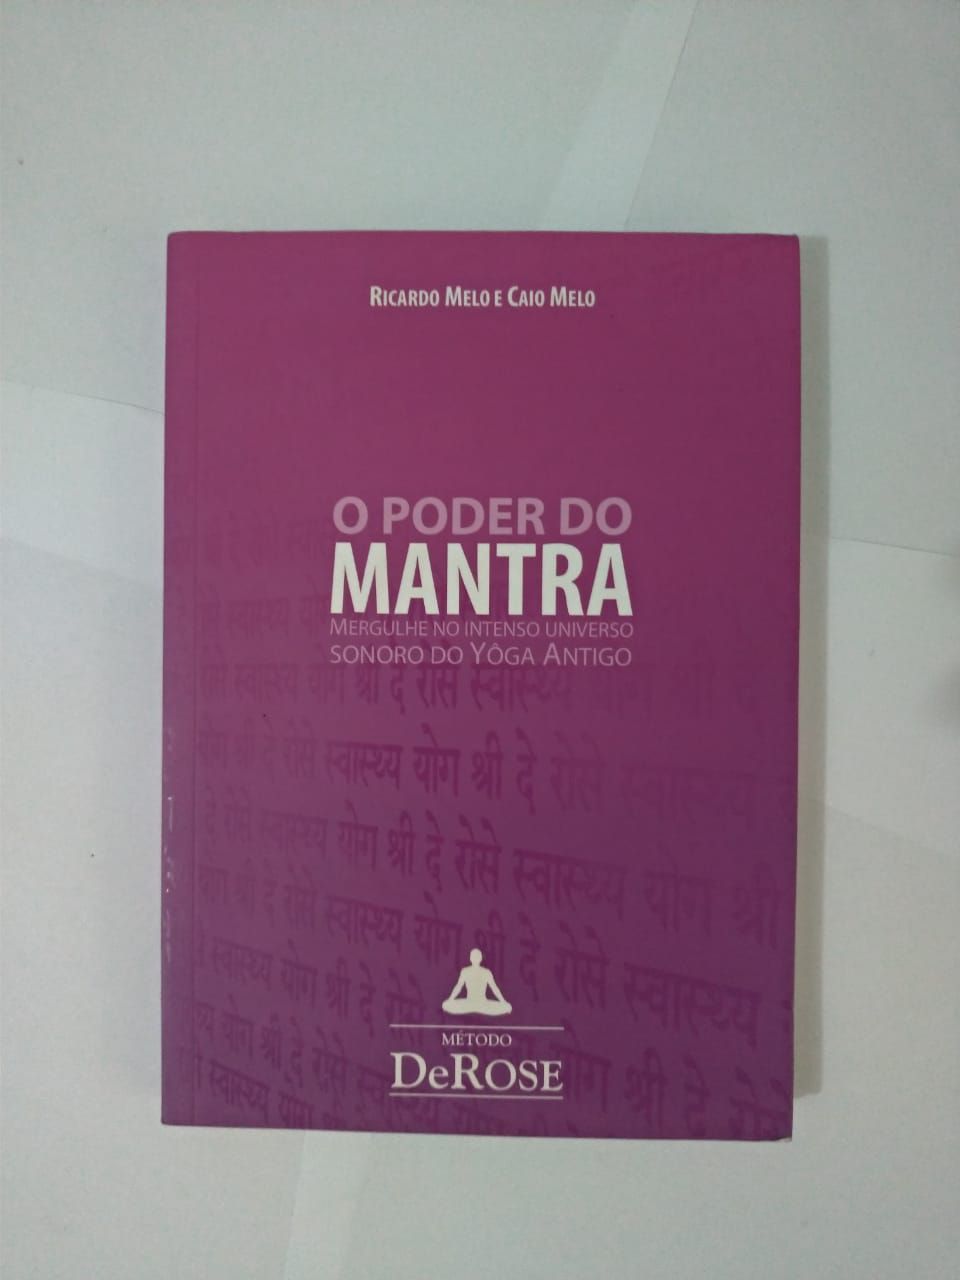 RICARDO MELO E CAIO MELO
O PODER DO
MANTRA
MERGULHE NO INTENSO UNIVERSO
SONORO DO YÔGA ANTIGO
रोसे स्वास्थ्य योग श्री दे रोसे स्वास्थ्य योग श्री दे
योग श्री दे रोसे स्वास्थ्य योग श्री दे रोसे स्वास्थ्य
दे रोसे स्वास्थ्य योग श्री दे रोसे स्वास्थ्य योग श्री
योग श्री दे रोसे स्वास्थ्य योग श्री दे रोसे स्वास्थ्य
स्वास्थ्य योग श्री दे रोसे
योग श्री दे रोसे योग श्री दे रोसे
MÉTODO
DEROSE